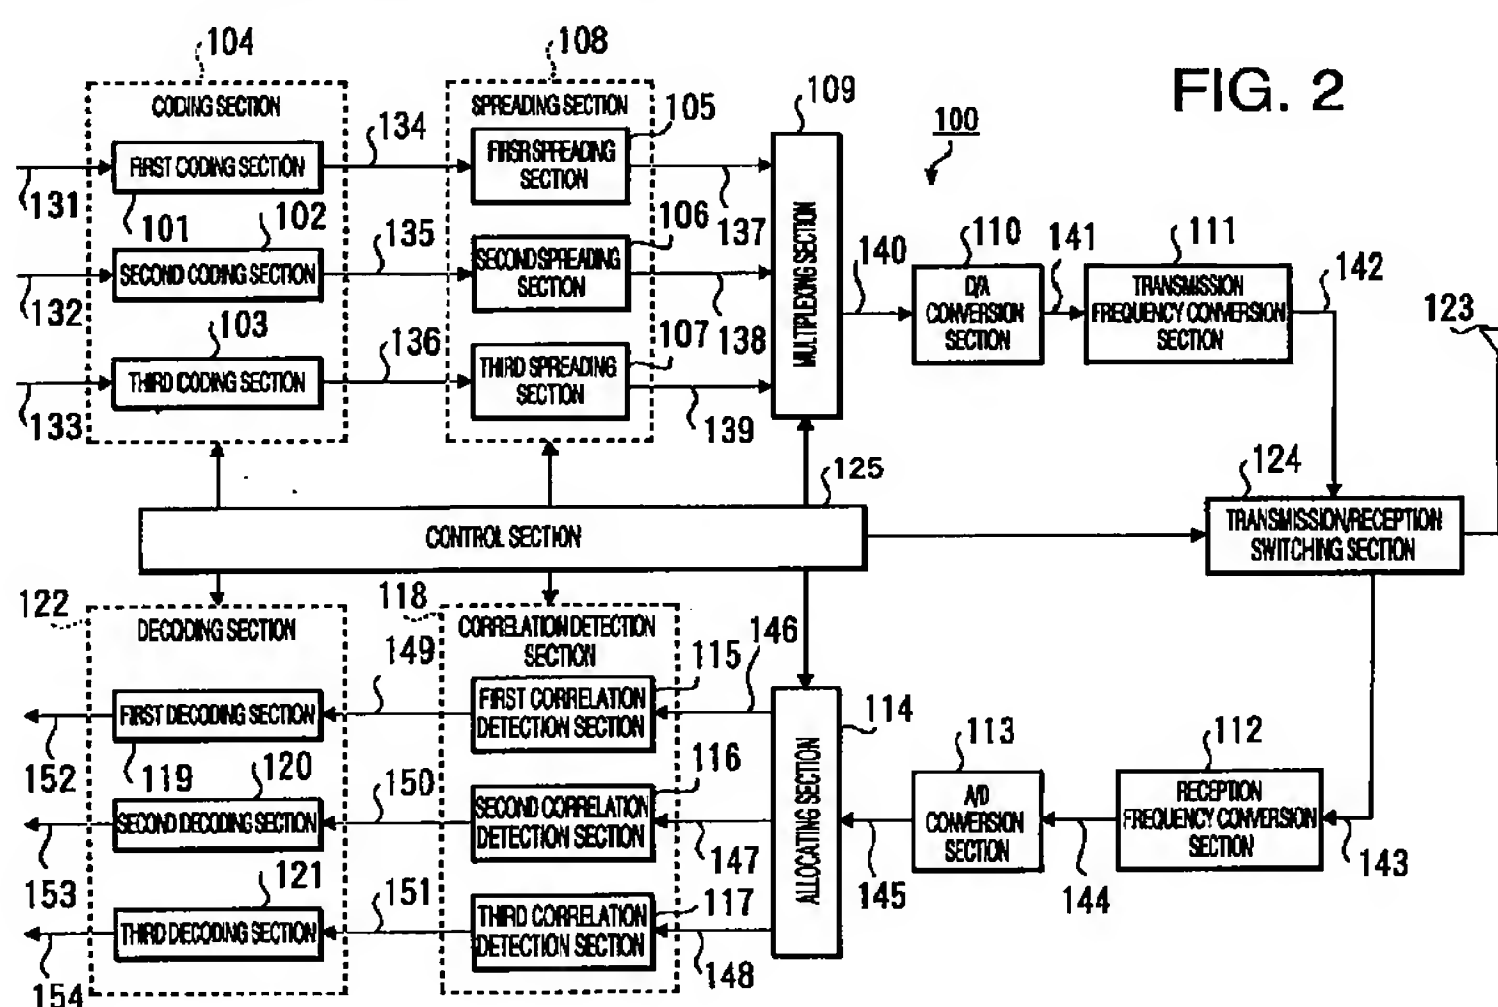 FIG. 2
100
104
CODING SECTION
131
FIRST CODING SECTION
101
134
132
SECOND CODING SECTION
102
135
133
THIRD CODING SECTION
103
136
108
SPREADING SECTION
105
FIRSR SPREADING
SECTION
137
106
SECOND SPREADING
SECTION
138
107
THIRD SPREADING
SECTION
139
109
MULTIPLEXING SECTION
140
110
D/A
CONVERSION
SECTION
141
111
TRANSMISSION
FREQUENCY CONVERSION
SECTION
142
123
124
TRANSMISSION/RECEPTION
SWITCHING SECTION
125
CONTROL SECTION
122
DECODING SECTION
149
FIRST DECODING SECTION
152
119
120
150
SECOND DECODING SECTION
153
121
151
THIRD DECODING SECTION
154
118
CORRELATION DETECTION
SECTION
115
146
FIRST CORRELATION
DETECTION SECTION
116
SECOND CORRELATION
DETECTION SECTION
147
117
THIRD CORRELATION
DETECTION SECTION
148
114
ALLOCATING SECTION
145
113
A/D
CONVERSION
SECTION
144
112
RECEPTION
FREQUENCY CONVERSION
SECTION
143